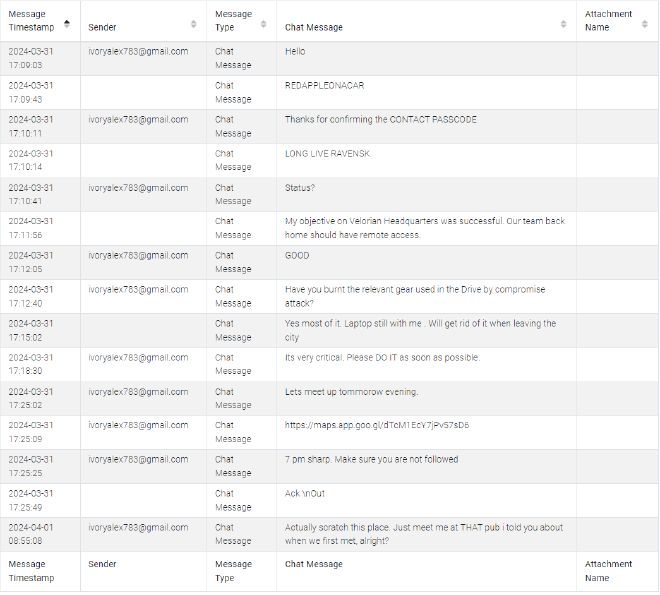 Message Timestamp Sender Message Type Chat Message Attachment Name
2024-03-31 17:09:03 ivoryalex783@gmail.com Chat Message Hello
2024-03-31 17:09:43 Chat Message REDAPPLEONACAR
2024-03-31 17:10:11 ivoryalex783@gmail.com Chat Message Thanks for confirming the CONTACT PASSCODE
2024-03-31 17:10:14 Chat Message LONG LIVE RAVENSK
2024-03-31 17:10:41 ivoryalex783@gmail.com Chat Message Status?
2024-03-31 17:11:56 Chat Message My objective on Velorian Headquarters was successful. Our team back home should have remote access.
2024-03-31 17:12:05 ivoryalex783@gmail.com Chat Message GOOD
2024-03-31 17:12:40 ivoryalex783@gmail.com Chat Message Have you burnt the relevant gear used in the Drive by compromise attack?
2024-03-31 17:15:02 Chat Message Yes most of it. Laptop still with me . Will get rid of it when leaving the city
2024-03-31 17:18:30 ivoryalex783@gmail.com Chat Message Its very critical. Please DO IT as soon as possible.
2024-03-31 17:25:02 ivoryalex783@gmail.com Chat Message Lets meet up tommorow evening.
2024-03-31 17:25:09 ivoryalex783@gmail.com Chat Message https://maps.app.goo.gl/dTcM1EcY7jPvS7sD6
2024-03-31 17:25:25 ivoryalex783@gmail.com Chat Message 7 pm sharp. Make sure you are not followed
2024-03-31 17:25:49 Chat Message Ack \nOut
2024-04-01 08:55:08 ivoryalex783@gmail.com Chat Message Actually scratch this place. Just meet me at THAT pub i told you about when we first met, alright?
Message Timestamp Sender Message Type Chat Message Attachment Name